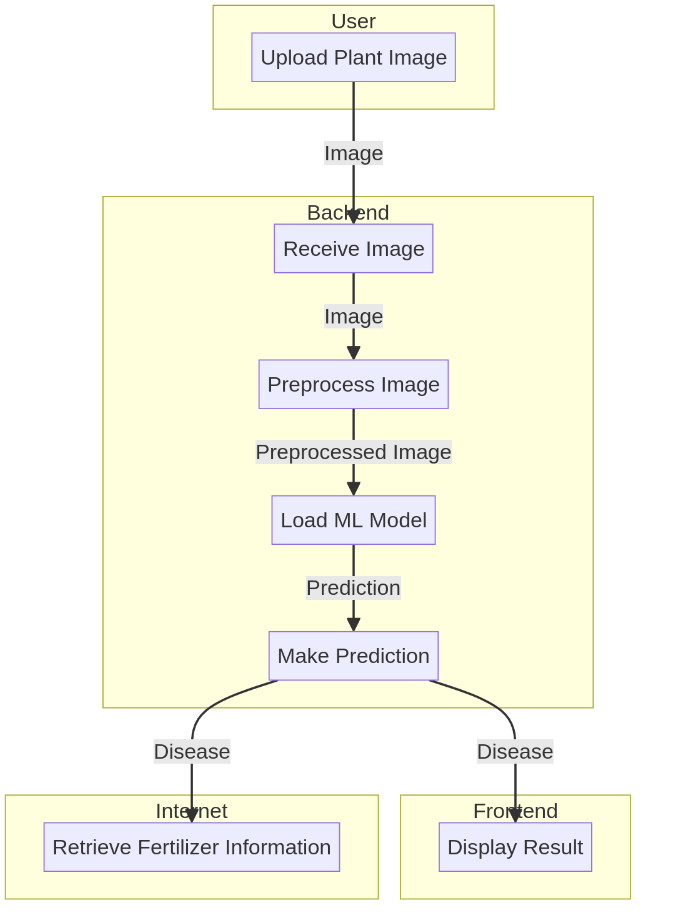 User
Upload Plant Image
Image
Backend
Receive Image
Image
Preprocess Image
Preprocessed Image
Load ML Model
Prediction
Make Prediction
Disease
Disease
Internet
Retrieve Fertilizer Information
Frontend
Display Result